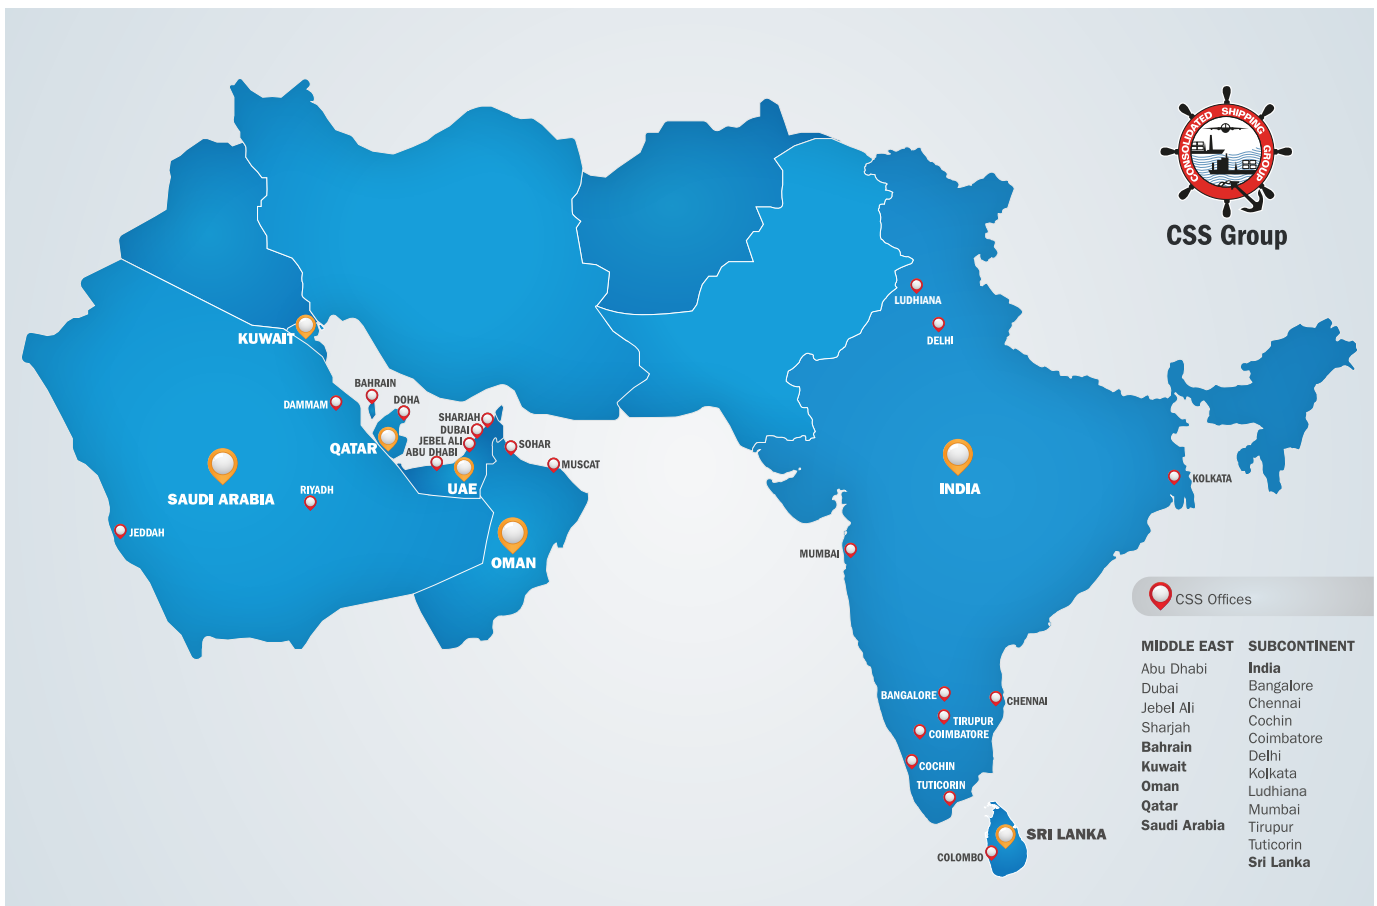 CONSOLIDATED SHIPPING GROUP
CSS Group
LUDHIANA
DELHI
KUWAIT
BAHRAIN
DAMMAM
DOHA
SHARJAH
DUBAI
JEBEL ALI
ABU DHABI
QATAR
SOHAR
MUSCAT
UAE
SAUDI ARABIA
RIYADH
JEDDAH
OMAN
INDIA
KOLKATA
MUMBAI
BANGALORE
CHENNAI
TIRUPUR
COIMBATORE
COCHIN
TUTICORIN
SRI LANKA
COLOMBO
CSS Offices
MIDDLE EAST
Abu Dhabi
Dubai
Jebel Ali
Sharjah
Bahrain
Kuwait
Oman
Qatar
Saudi Arabia
SUBCONTINENT
India
Bangalore
Chennai
Cochin
Coimbatore
Delhi
Kolkata
Ludhiana
Mumbai
Tirupur
Tuticorin
Sri Lanka